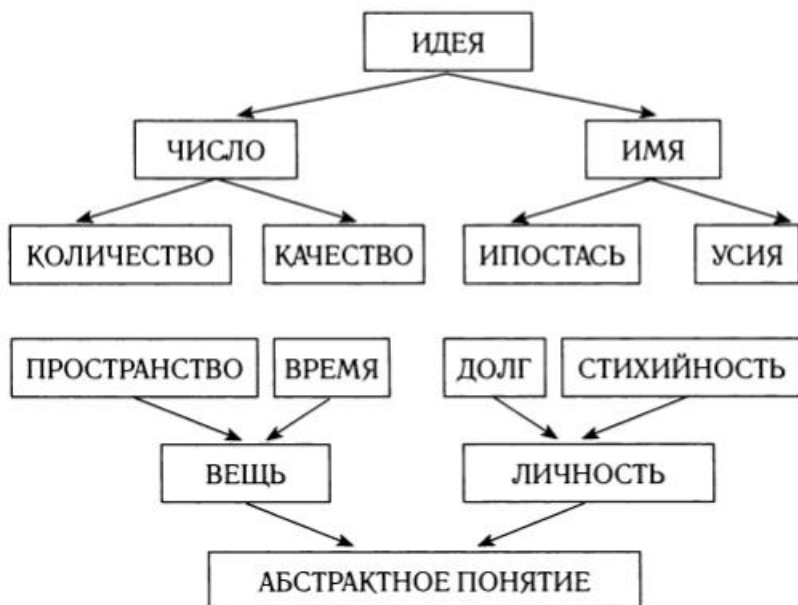 ИДЕЯ
ЧИСЛО ИМЯ
КОЛИЧЕСТВО КАЧЕСТВО ИПОСТАСЬ УСИЯ
ПРОСТРАНСТВО ВРЕМЯ ДОЛГ СТИХИЙНОСТЬ
ВЕЩЬ ЛИЧНОСТЬ
АБСТРАКТНОЕ ПОНЯТИЕ